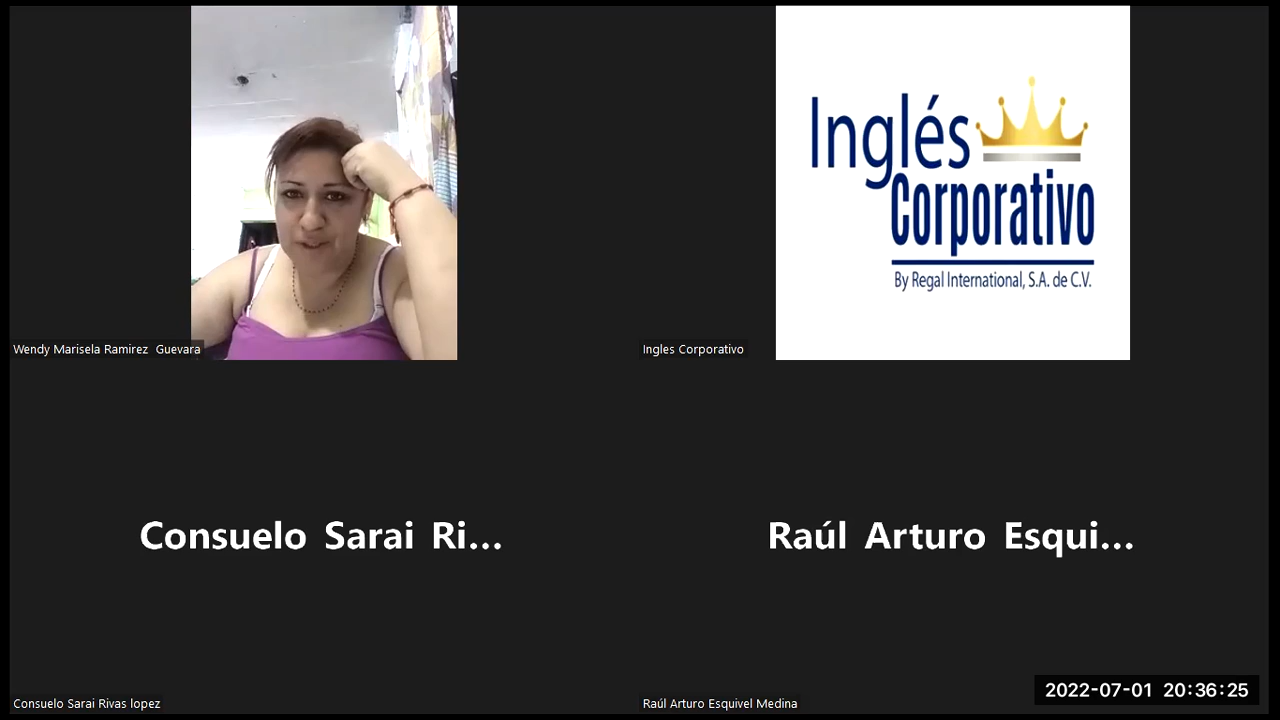 Inglés
Corporativo
By Regal International, S.A. de C.V.
Wendy Marisela Ramirez Guevara
Ingles Corporativo
Consuelo Sarai Ri...
Raúl Arturo Esqui...
Consuelo Sarai Rivas lopez
Raúl Arturo Esquivel Medina
2022-07-01 20:36:25